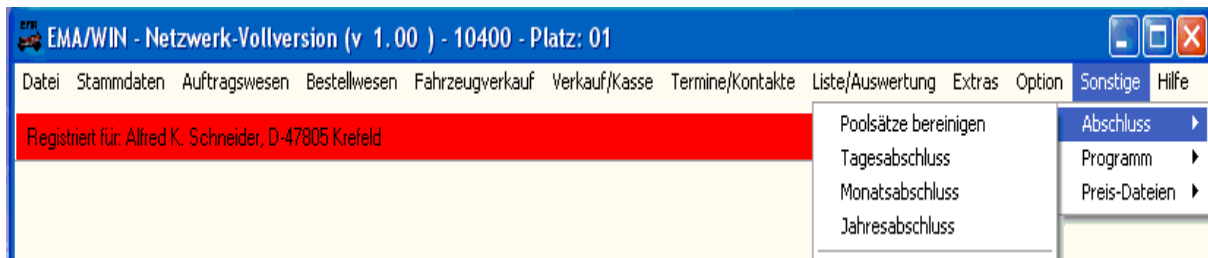 EMA EMA/WIN - Netzwerk-Vollversion (v 1.00 ) - 10400 - Platz: 01
Datei Stammdaten Auftragswesen Bestellwesen Fahrzeugverkauf Verkauf/Kasse Termine/Kontakte Liste/Auswertung Extras Option Sonstige Hilfe
Registriert für: Alfred K. Schneider, D-47805 Krefeld
Poolsätze bereinigen
Tagesabschluss
Monatsabschluss
Jahresabschluss
Abschluss
Programm
Preis-Dateien